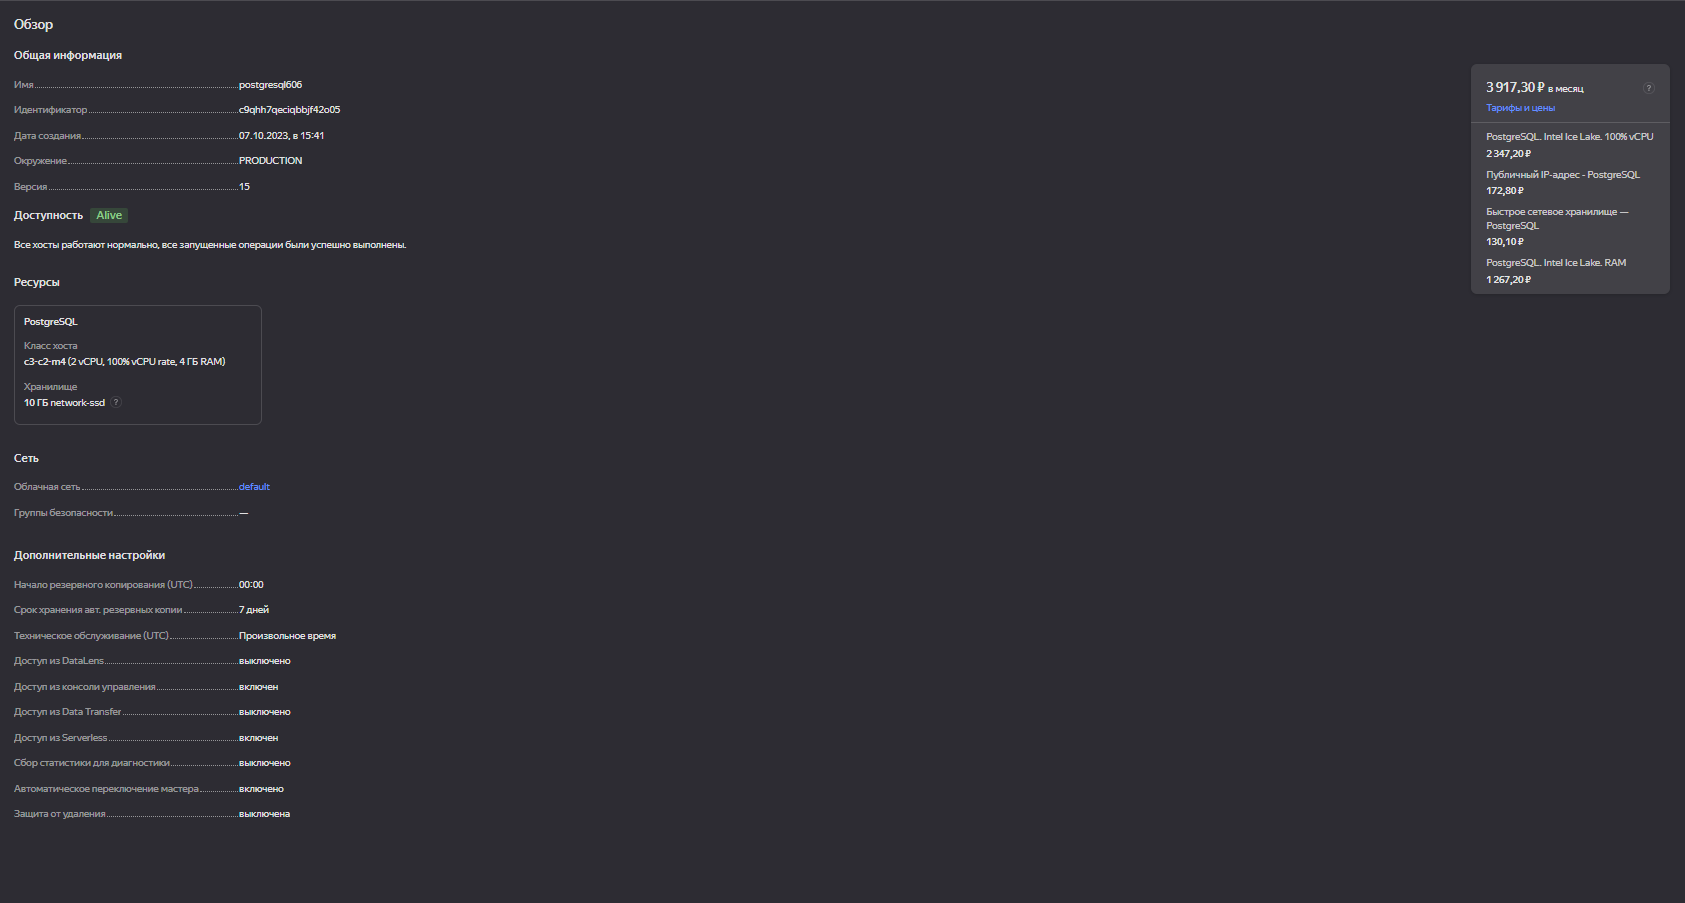 Обзор
Общая информация
Имя postgresql606
Идентификатор c9qhh7qeciqbbjf42o05
Дата создания 07.10.2023, в 15:41
Окружение PRODUCTION
Версия 15
Доступность Alive
Все хосты работают нормально, все запущенные операции были успешно выполнены.
Ресурсы
PostgreSQL
Класс хоста
c3-c2-m4 (2 vCPU, 100% vCPU rate, 4 ГБ RAM)
Хранилище
10 ГБ network-ssd ?
Сеть
Облачная сеть default
Группы безопасности —
Дополнительные настройки
Начало резервного копирования (UTC) 00:00
Срок хранения авт. резервных копии 7 дней
Техническое обслуживание (UTC) Произвольное время
Доступ из DataLens выключено
Доступ из консоли управления включен
Доступ из Data Transfer выключено
Доступ из Serverless включен
Сбор статистики для диагностики выключено
Автоматическое переключение мастера включено
Защита от удаления выключена
3 917,30 ₽ в месяц ?
Тарифы и цены
PostgreSQL. Intel Ice Lake. 100% vCPU
2 347,20 ₽
Публичный IP-адрес - PostgreSQL
172,80 ₽
Быстрое сетевое хранилище —
PostgreSQL
130,10 ₽
PostgreSQL. Intel Ice Lake. RAM
1 267,20 ₽